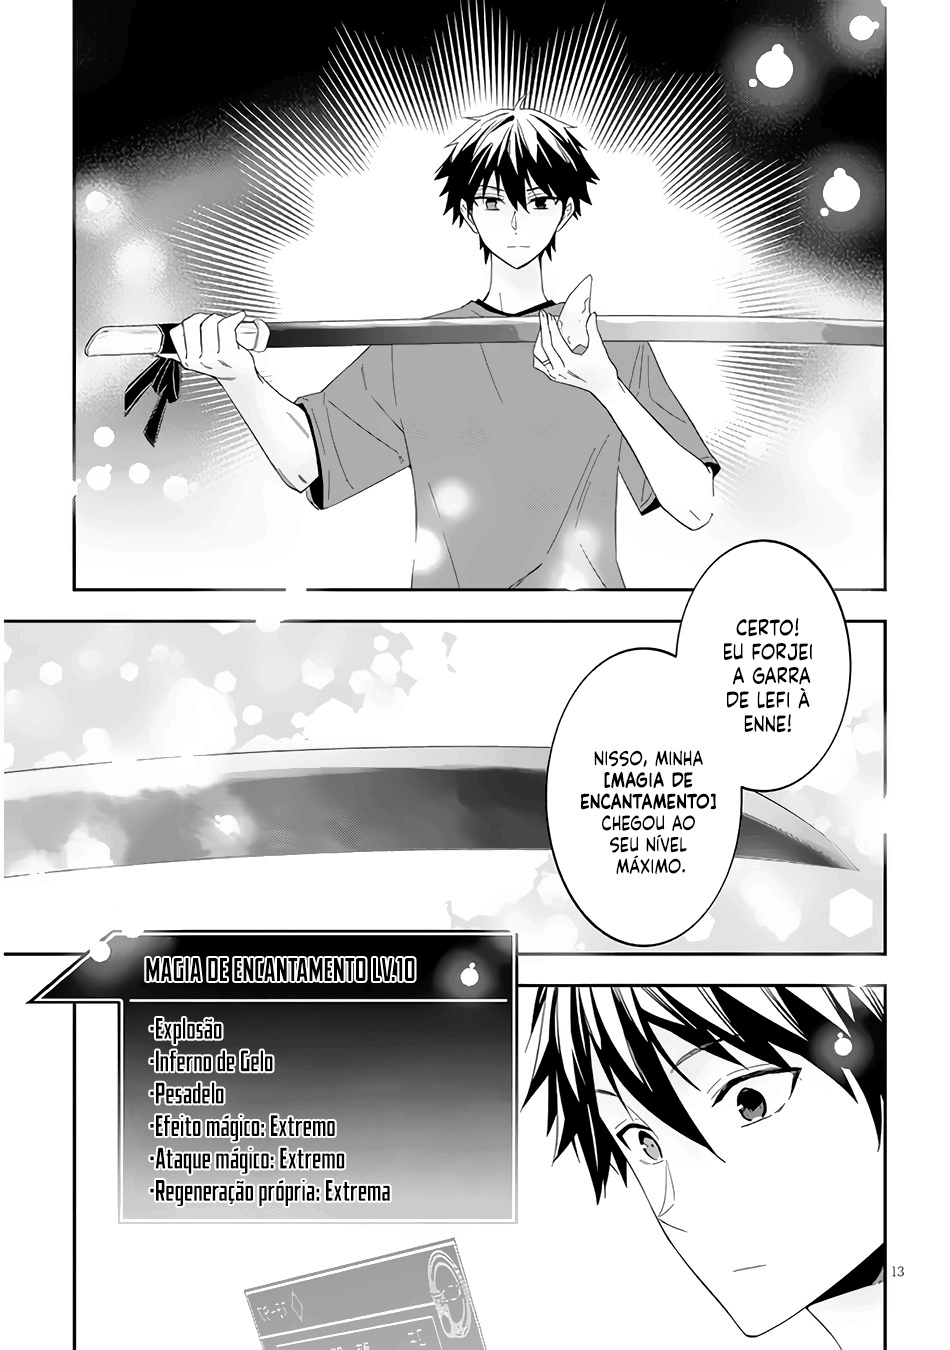 CERTO!
EU FORJEI
A GARRA
DE LEFI À
ENNE!
NISSO, MINHA
[MAGIA DE
ENCANTAMENTO]
CHEGOU AO
SEU NÍVEL
MÁXIMO.
MAGIA DE ENCANTAMENTO LV.10
·Explosão
·Inferno de Gelo
·Pesadelo
·Efeito mágico: Extremo
·Ataque mágico: Extremo
·Regeneração própria: Extrema
13